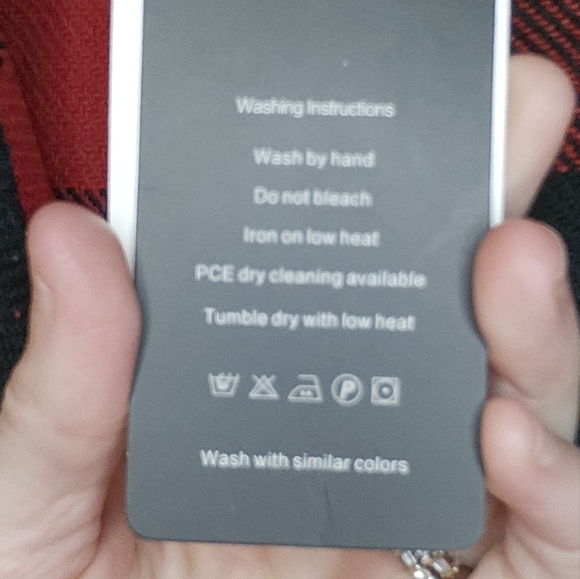 Washing Instructions
Wash by hand
Do not bleach
Iron on low heat
PCE dry cleaning available
Tumble dry with low heat
P
Wash with similar colors